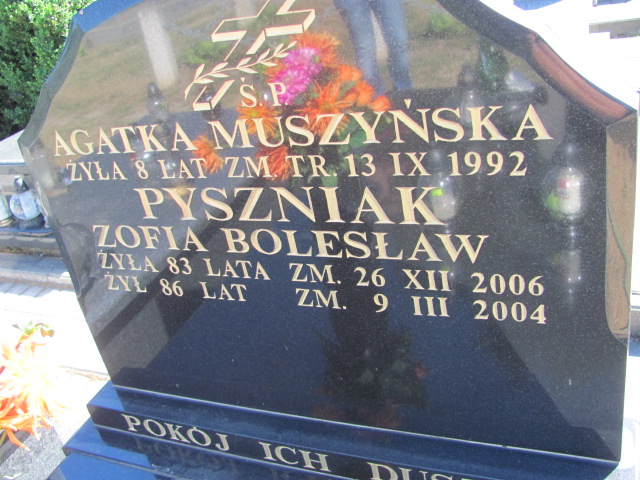 Ś.P.
AGATKA MUSZYŃSKA
ŻYŁA 8 LAT ZM. TR. 13 IX 1992
PYSZNIAK
ZOFIA BOLESŁAW
ŻYŁA 83 LATA ZM. 26 XII 2006
ŻYŁ 86 LAT ZM. 9 III 2004
POKÓJ ICH